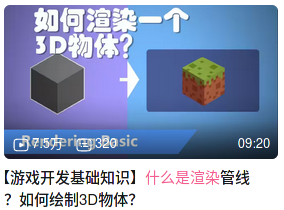 如何渲染一个
3D物体?
Rendering Basic
7.5万 320 09:20
【游戏开发基础知识】什么是渲染管线
？如何绘制3D物体?